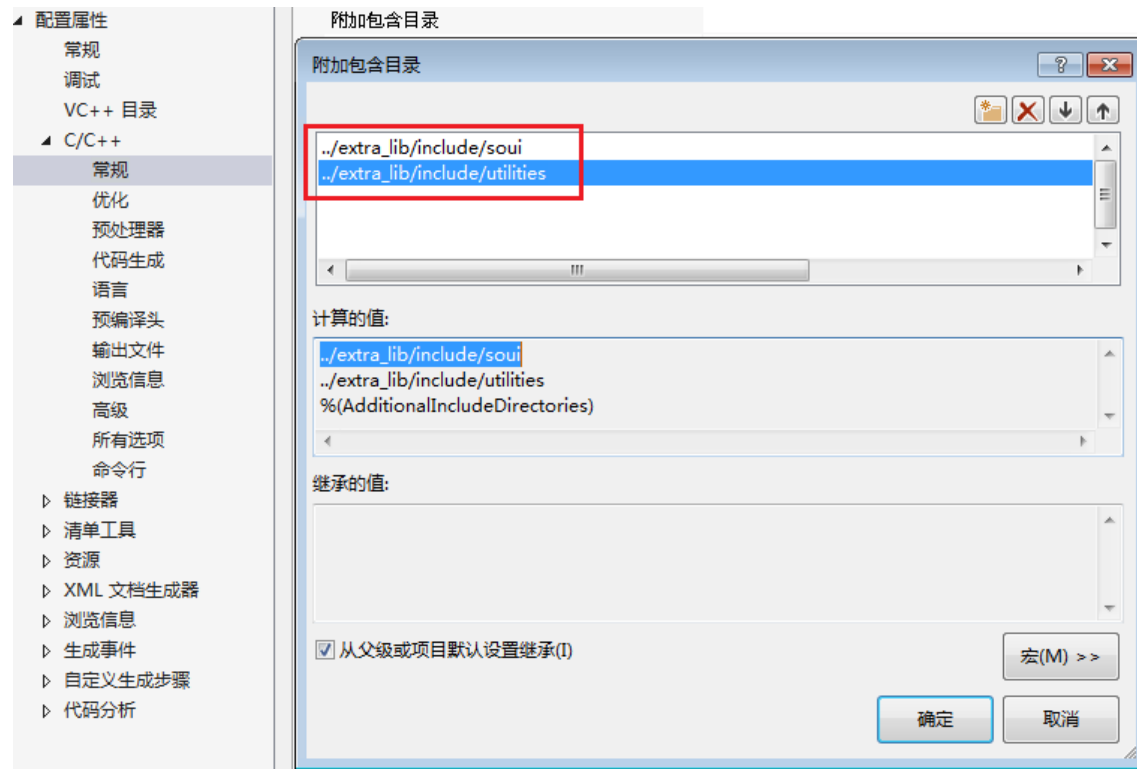 配置属性
常规
调试
VC++ 目录
C/C++
常规
优化
预处理器
代码生成
语言
预编译头
输出文件
浏览信息
高级
所有选项
命令行
链接器
清单工具
资源
XML 文档生成器
浏览信息
生成事件
自定义生成步骤
代码分析
附加包含目录
附加包含目录
../extra_lib/include/soui
../extra_lib/include/utilities
计算的值:
../extra_lib/include/soui
../extra_lib/include/utilities
%(AdditionalIncludeDirectories)
继承的值:
从父级或项目默认设置继承(I)
宏(M) >>
确定
取消